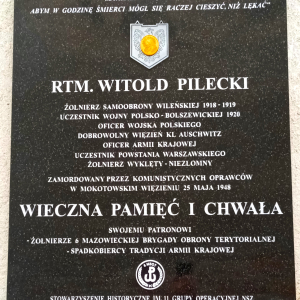 ABYM W GODZINĘ ŚMIERCI MÓGŁ SIĘ RACZEJ CIESZYĆ, NIŻ LĘKAĆ"
RTM. WITOLD PILECKI
ŻOŁNIERZ SAMOOBRONY WILEŃSKIEJ 1918 - 1919
UCZESTNIK WOJNY POLSKO - BOLSZEWICKIEJ 1920
OFICER WOJSKA POLSKIEGO
DOBROWOLNY WIĘZIEŃ KL AUSCHWITZ
OFICER ARMII KRAJOWEJ
UCZESTNIK POWSTANIA WARSZAWSKIEGO
ŻOŁNIERZ WYKLĘTY - NIEZŁOMNY
ZAMORDOWANY PRZEZ KOMUNISTYCZNYCH OPRAWCÓW
W MOKOTOWSKIM WIĘZIENIU 25 MAJA 1948
WIECZNA PAMIĘĆ I CHWAŁA
SWOJEMU PATRONOWI
- ŻOŁNIERZE 6 MAZOWIECKIEJ BRYGADY OBRONY TERYTORIALNEJ
- SPADKOBIERCY TRADYCJI ARMII KRAJOWEJ
STOWARZYSZENIE HISTORYCZNE IM. 11 GRUPY OPERACYJNEJ NSZ